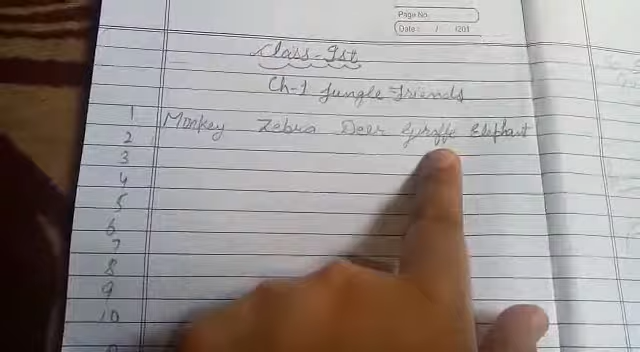 Page No.
Date : / /201
Class-Ist
Ch-1 Jungle Friends
1 Monkey Zebra Deer Giraffe Elephant
2
3
4
5
6
7
8
9
10